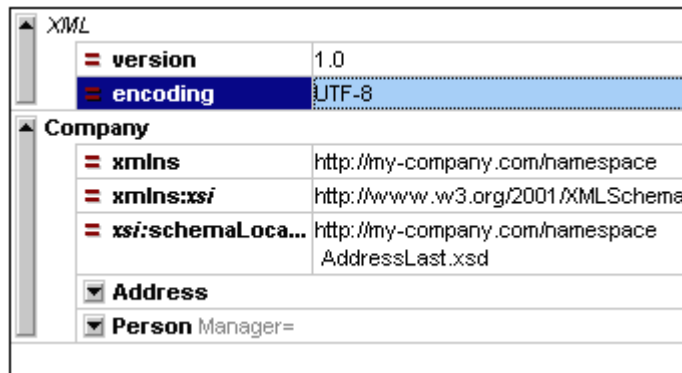 XML
= version 1.0
= encoding UTF-8
Company
= xmlns http://my-company.com/namespace
= xmlns:xsi http://www.w3.org/2001/XMLSchema
= xsi:schemaLoca... http://my-company.com/namespace
AddressLast.xsd
Address
Person Manager=